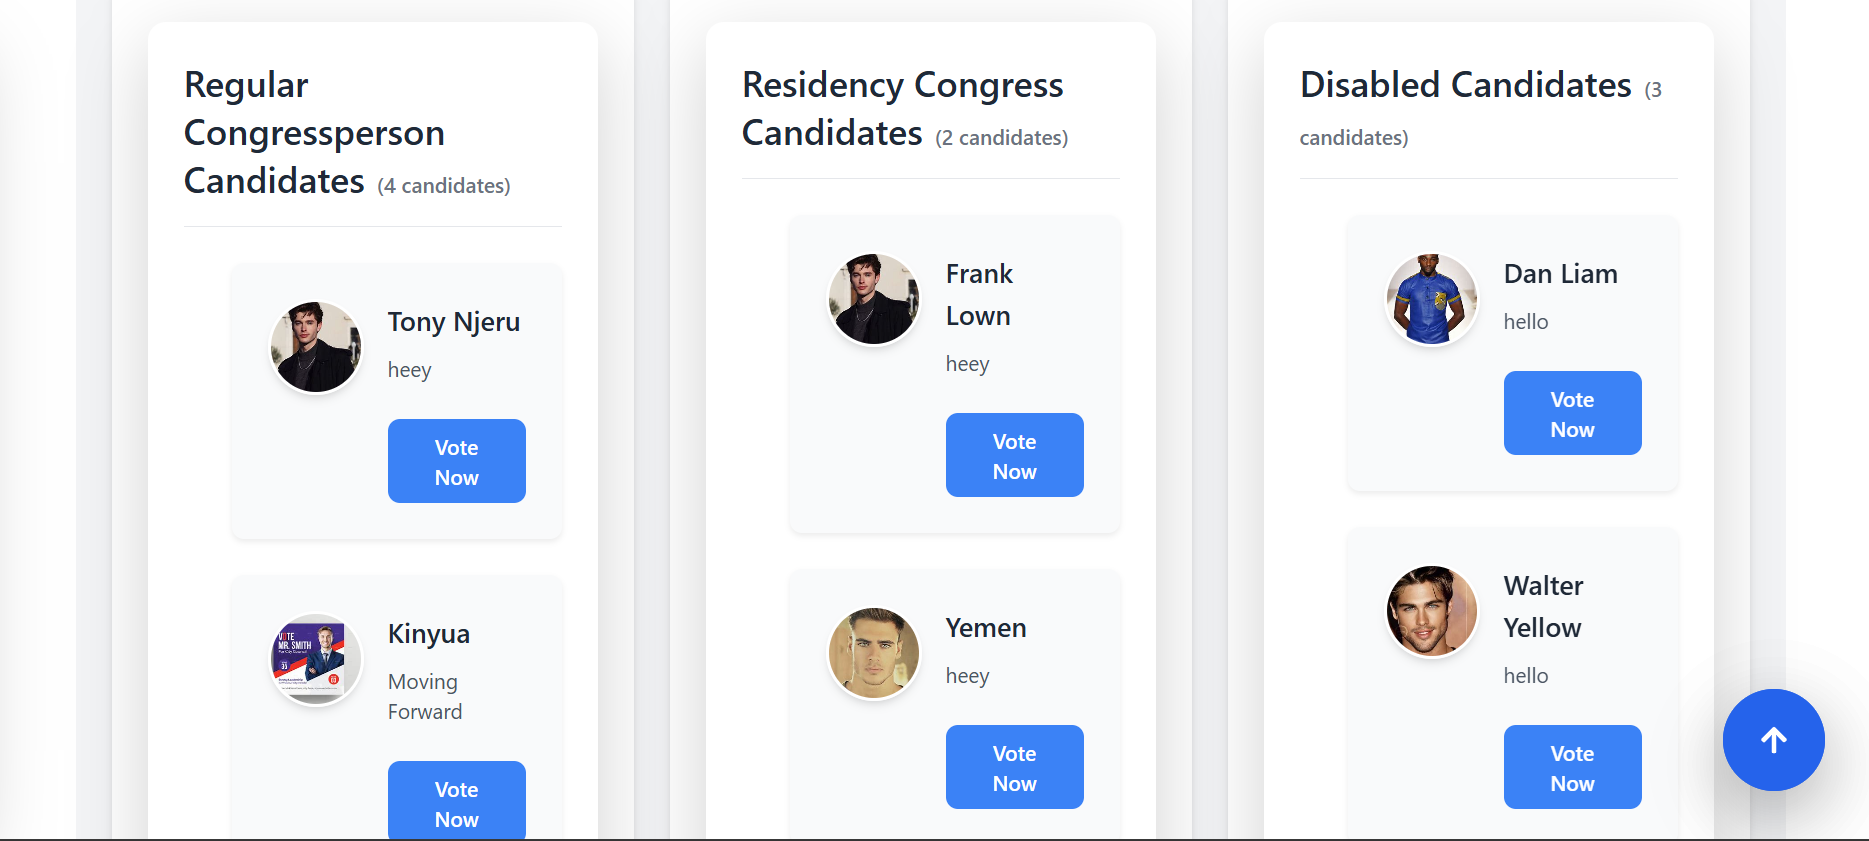 Regular
Congressperson
Candidates (4 candidates)
Tony Njeru
heey
Vote
Now
VOTE
MR. SMITH
Kinyua
Moving
Forward
Vote
Now
Residency Congress
Candidates (2 candidates)
Frank
Lown
heey
Vote
Now
Yemen
heey
Vote
Now
Disabled Candidates (3
candidates)
Dan Liam
hello
Vote
Now
Walter
Yellow
hello
Vote
Now